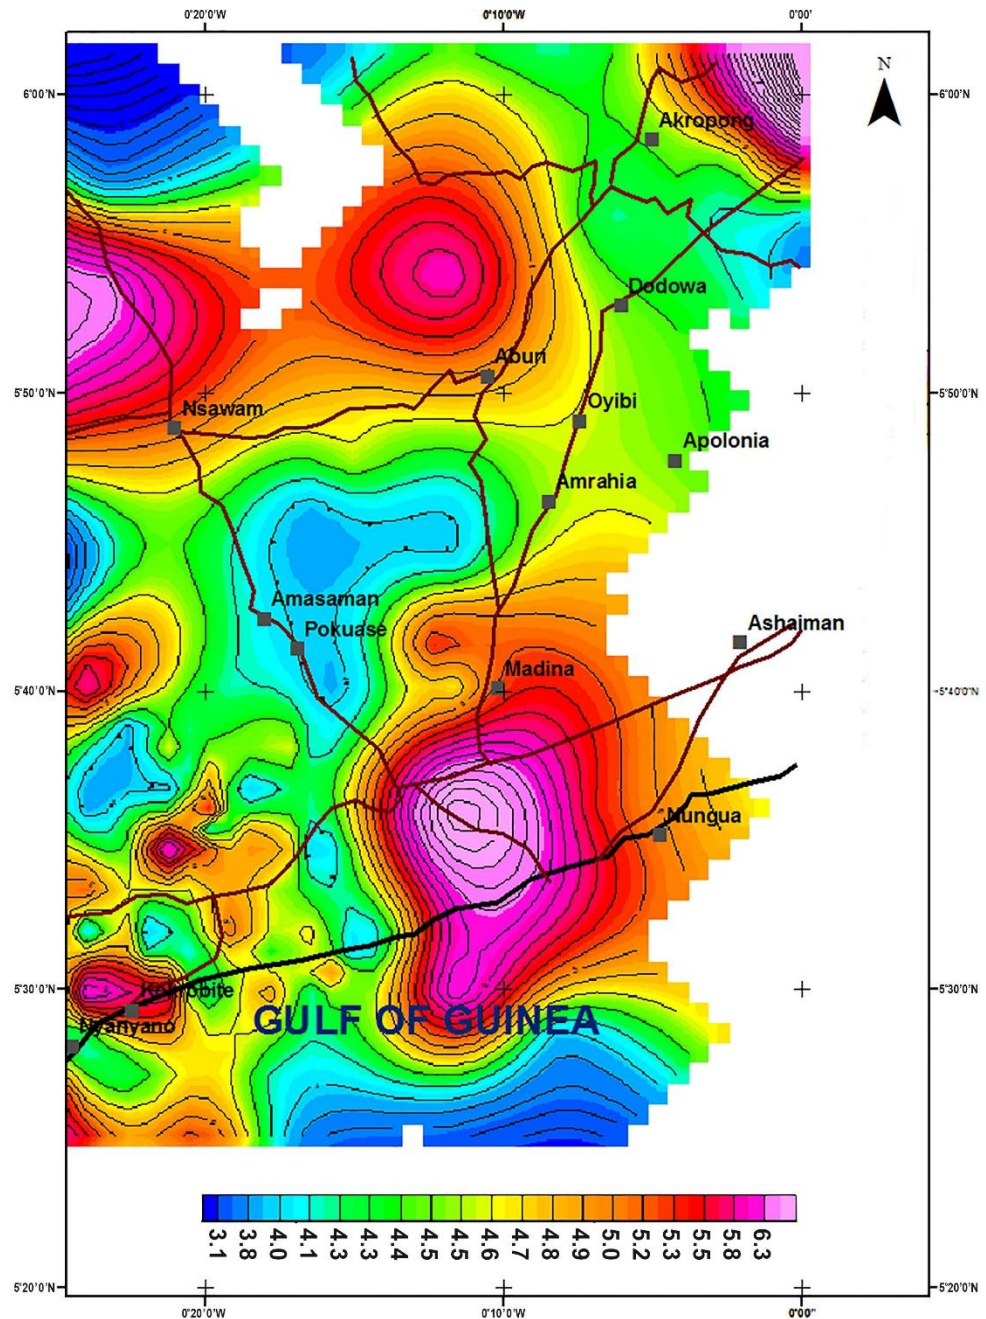 0°20'0"W 0°10'0"W 0°00'
N
6°00'N 6°00'N
Akropong
Dodowa
Aburi
5°50'0"N 5°50'0"N
Oyibi
Nsawam
Apolonia
Amrahia
Amasaman
Ashaiman
Pokuase
Madina
5°40'0"N 5°40'0"N
Nungua
5°30'0"N 5°30'0"N
Kokrobite
GULF OF GUINEA
Nyanyano
3.1 3.8 4.0 4.1 4.3 4.3 4.4 4.5 4.5 4.6 4.7 4.8 4.9 5.0 5.2 5.3 5.5 5.8 6.3
5°20'0"N 5°20'0"N
0°20'0"W 0°10'0"W 0°00"